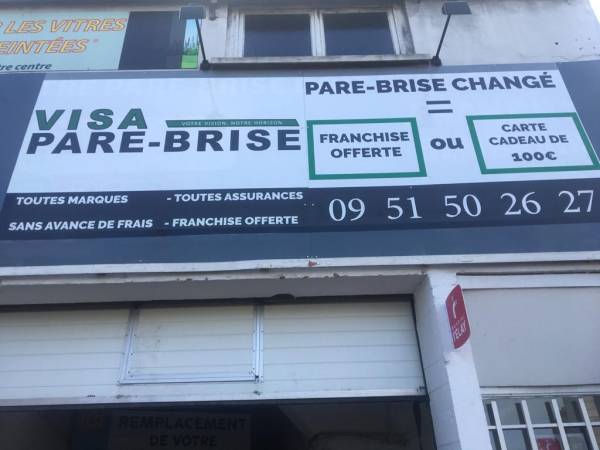 LES VITRES
TEINTÉES
tre centre
VISA
VOTRE VISION, NOTRE HORIZON
PARE-BRISE
PARE-BRISE CHANGÉ
=
FRANCHISE
OFFERTE
ou
CARTE
CADEAU DE
100€
TOUTES MARQUES - TOUTES ASSURANCES
SANS AVANCE DE FRAIS - FRANCHISE OFFERTE
09 51 50 26 27
REMPLACEMENT
DE VOTRE